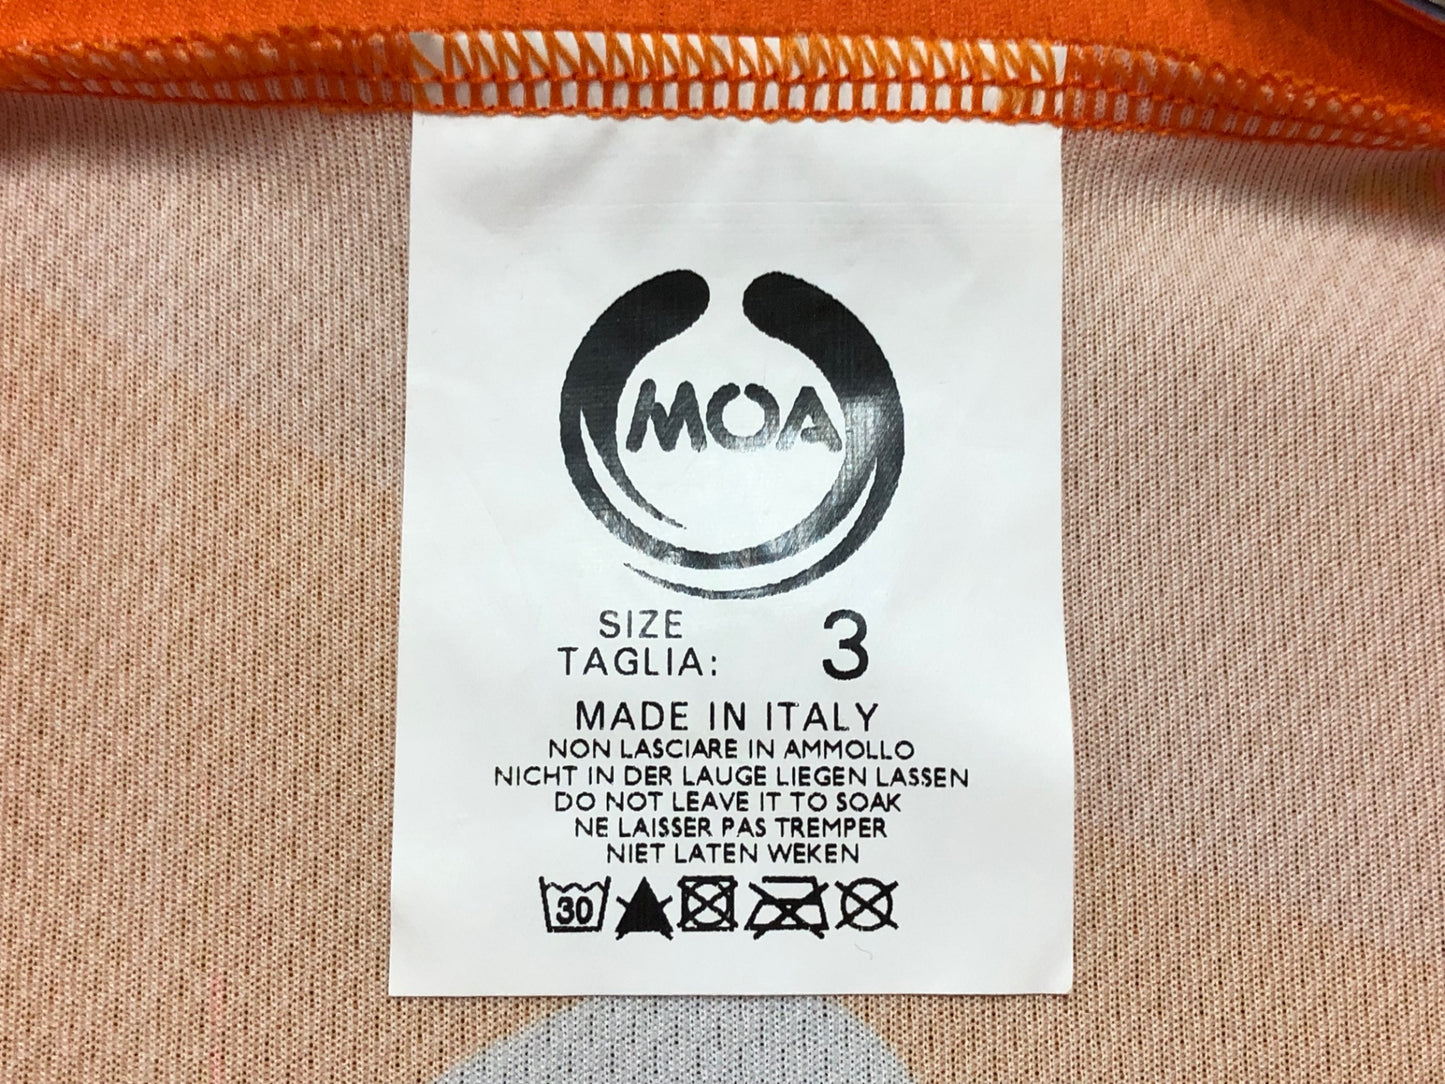 MOA
SIZE
TAGLIA: 3
MADE IN ITALY
NON LASCIARE IN AMMOLLO
NICHT IN DER LAUGE LIEGEN LASSEN
DO NOT LEAVE IT TO SOAK
NE LAISSER PAS TREMPER
NIET LATEN WEKEN
30